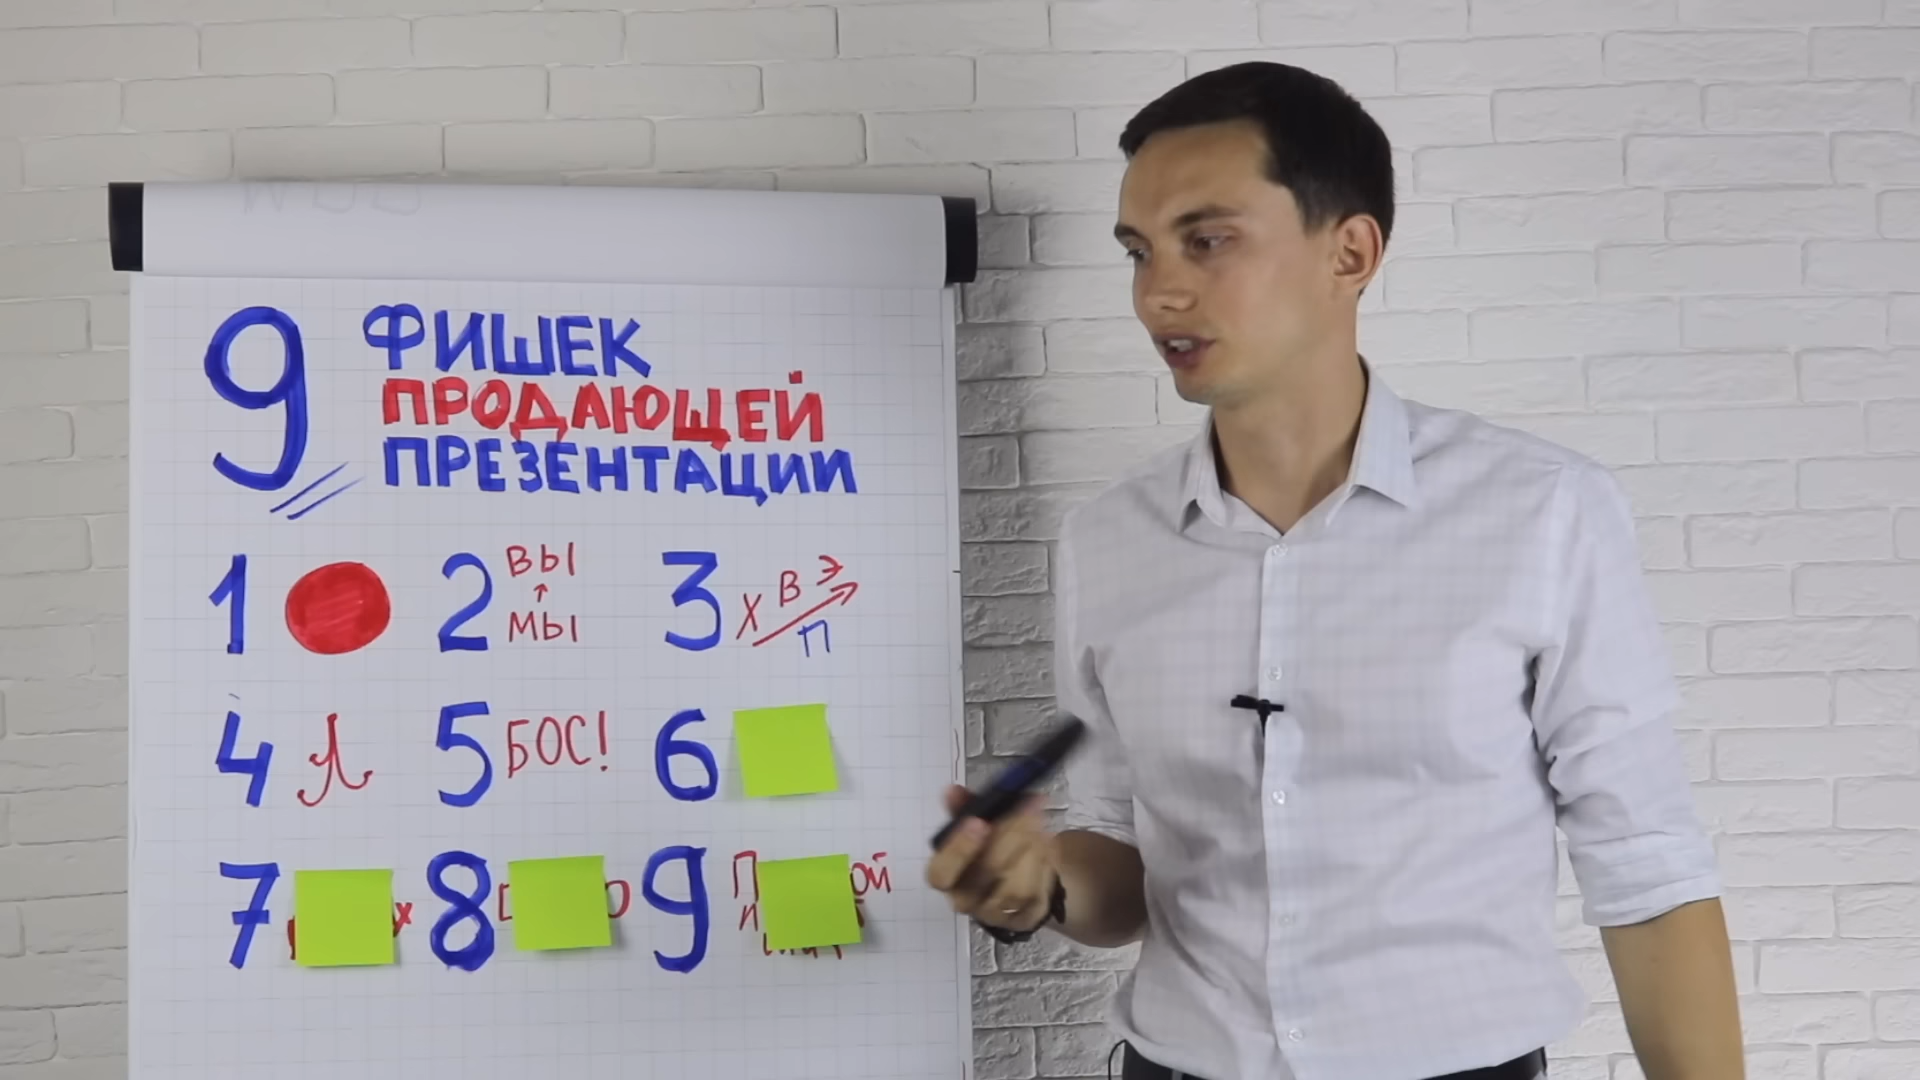 9 ФИШЕК
ПРОДАЮЩЕЙ
ПРЕЗЕНТАЦИИ
1
2 ВЫ
МЫ
3 Х В Э
П
4 Л
5 БОС!
6
7
8
9